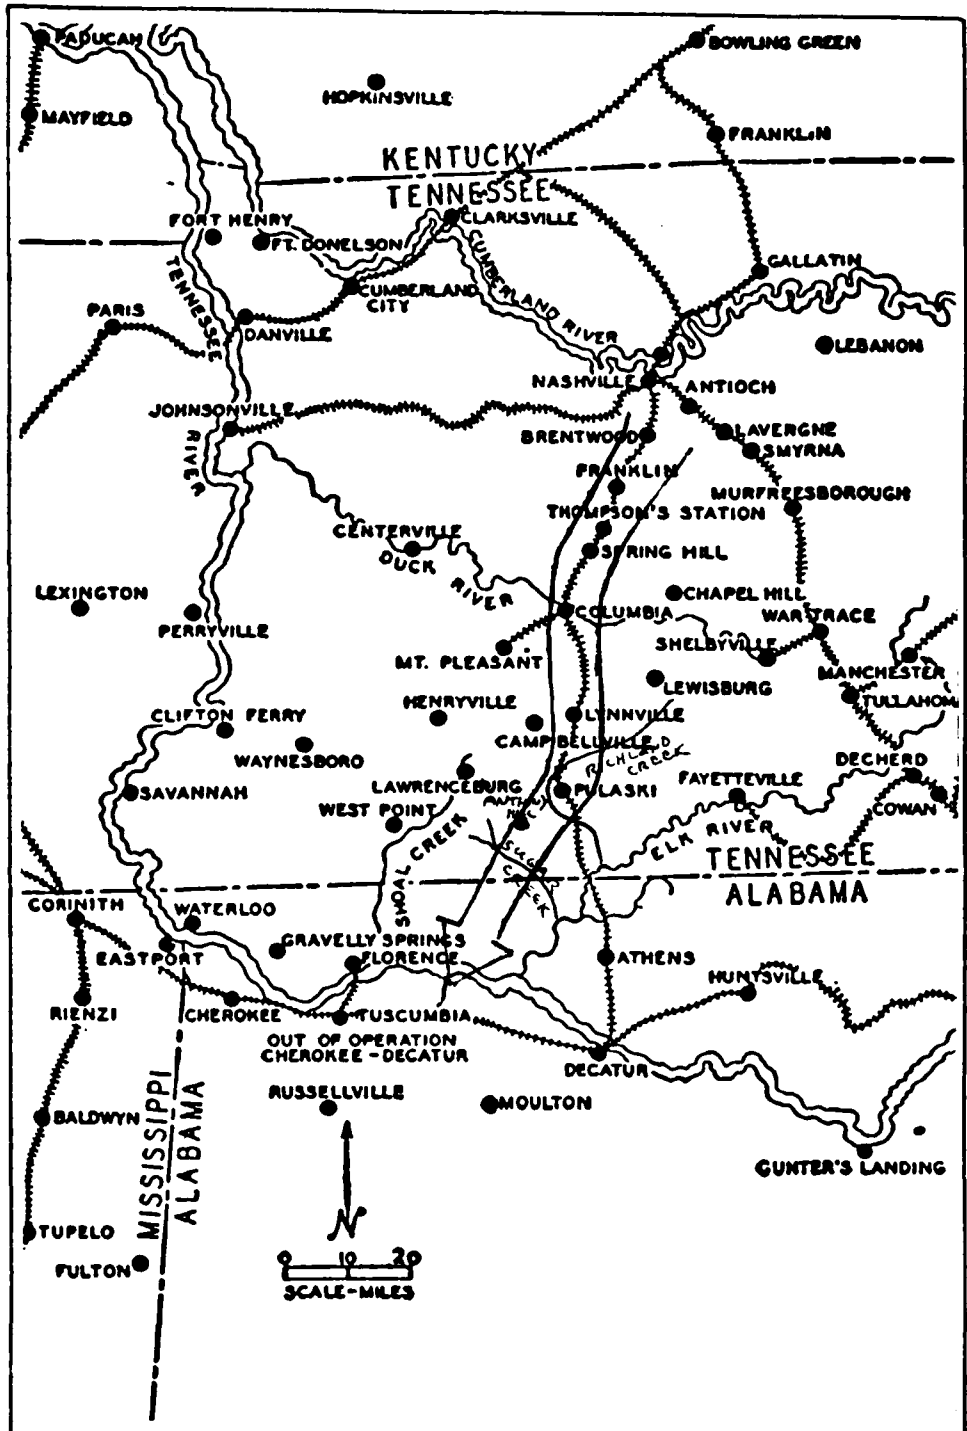 PADUCAH
BOWLING GREEN
HOPKINSVILLE
MAYFIELD
FRANKLIN
KENTUCKY
TENNESSEE
FORT HENRY
CLARKSVILLE
FT. DONELSON
GALLATIN
TENNESSEE
RIVER
CUMBERLAND RIVER
CUMBERLAND
CITY
PARIS
DANVILLE
LEBANON
NASHVILLE
ANTIOCH
JOHNSONVILLE
BRENTWOOD
LAVERGNE
SMYRNA
FRANKLIN
MURFREESBOROUGH
THOMPSON'S STATION
CENTERVILLE
SPRING HILL
DUCK
RIVER
LEXINGTON
CHAPEL HILL
COLUMBIA
WAR TRACE
PERRYVILLE
SHELBYVILLE
MT. PLEASANT
MANCHESTER
LEWISBURG
TULLAHOM
HENRYVILLE
CLIFTON FERRY
LYNNVILLE
CAMPBELLVILLE
WAYNESBORO
RICHLAND
CREEK
DECHERD
LAWRENCEBURG
FAYETTEVILLE
SAVANNAH
PULASKI
COWAN
WEST POINT
SHOAL CREEK
ELK RIVER
SUGAR
CREEK
TENNESSEE
ALABAMA
CORINITH
WATERLOO
GRAVELLY SPRINGS
EASTPORT
FLORENCE
ATHENS
HUNTSVILLE
RIENZI
CHEROKEE
TUSCUMBIA
OUT OF OPERATION
CHEROKEE-DECATUR
DECATUR
RUSSELLVILLE
MOULTON
BALDWYN
MISSISSIPPI
ALABAMA
GUNTER'S LANDING
TUPELO
FULTON
N
0 10 20
SCALE-MILES